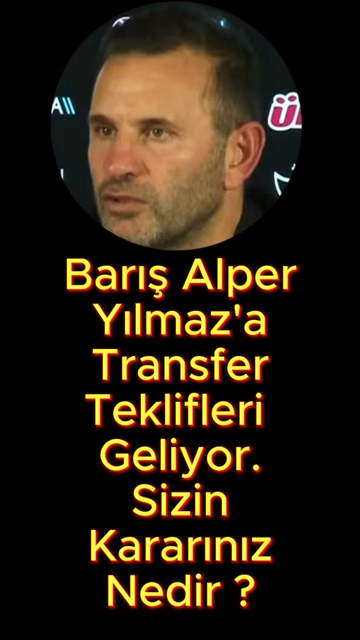 Barış Alper
Yılmaz'a
Transfer
Teklifleri
Geliyor.
Sizin
Kararınız
Nedir ?